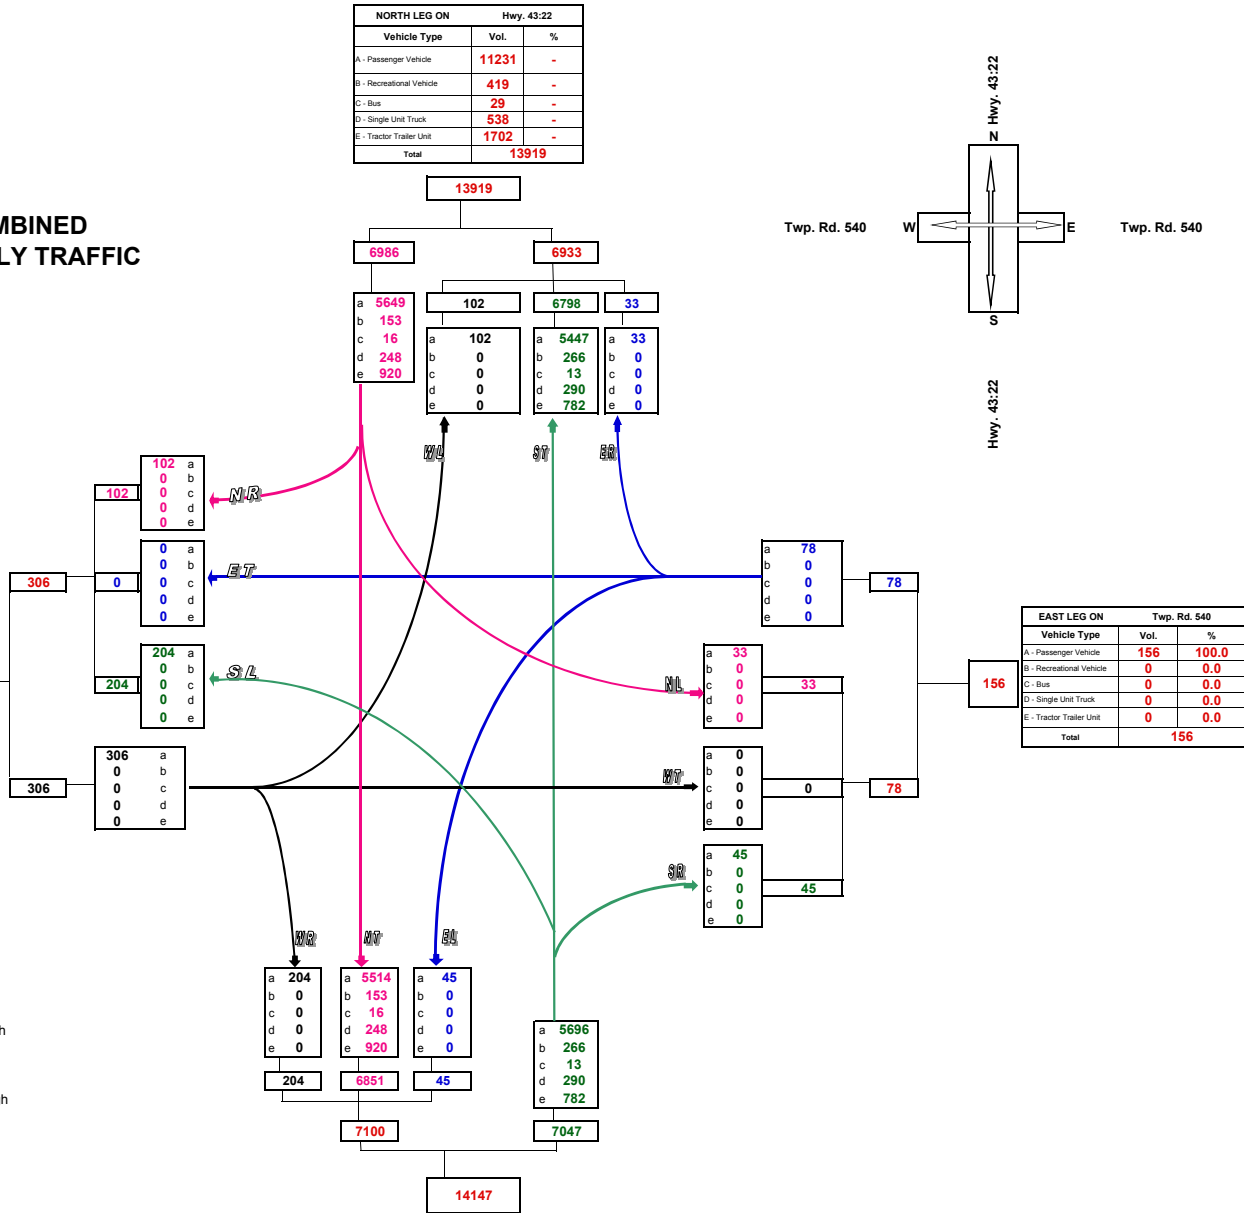 NORTH LEG ON Hwy. 43:22
Vehicle Type Vol. %
A - Passenger Vehicle 11231 -
B - Recreational Vehicle 419 -
C - Bus 29 -
D - Single Unit Truck 538 -
E - Tractor Trailer Unit 1702 -
Total 13919
13919
MBINED
LY TRAFFIC
6986 6933
102 6798 33
a 5649
b 153
c 16
d 248
e 920
a 102
b 0
c 0
d 0
e 0
a 5447
b 266
c 13
d 290
e 782
a 33
b 0
c 0
d 0
e 0
Hwy. 43:22
N
Twp. Rd. 540 W E Twp. Rd. 540
S
Hwy. 43:22
WL ST ER
102
102 a
0 b
0 c
0 d
0 e
NR
306
0
0 a
0 b
0 c
0 d
0 e
ET
204
204 a
0 b
0 c
0 d
0 e
SL
306
306 a
0 b
0 c
0 d
0 e
a 78
b 0
c 0
d 0
e 0
78
NL
a 33
b 0
c 0
d 0
e 0
33
WT
a 0
b 0
c 0
d 0
e 0
0
78
SR
a 45
b 0
c 0
d 0
e 0
45
156
EAST LEG ON Twp. Rd. 540
Vehicle Type Vol. %
A - Passenger Vehicle 156 100.0
B - Recreational Vehicle 0 0.0
C - Bus 0 0.0
D - Single Unit Truck 0 0.0
E - Tractor Trailer Unit 0 0.0
Total 156
WR NT EL
a 204
b 0
c 0
d 0
e 0
a 5514
b 153
c 16
d 248
e 920
a 45
b 0
c 0
d 0
e 0
a 5696
b 266
c 13
d 290
e 782
h
h
204 6851 45
7100 7047
14147